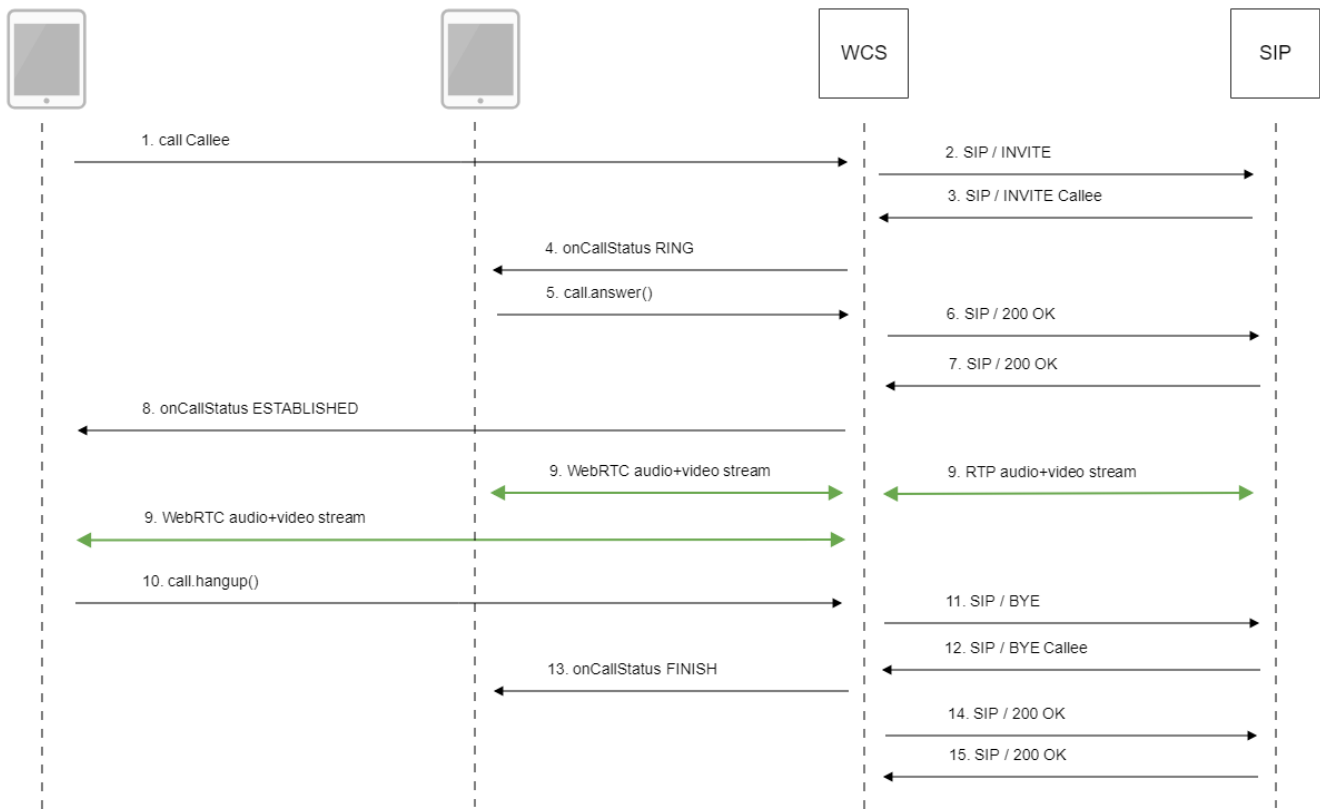 WCS
SIP
1. call Callee
2. SIP / INVITE
3. SIP / INVITE Callee
4. onCallStatus RING
5. call.answer()
6. SIP / 200 OK
7. SIP / 200 OK
8. onCallStatus ESTABLISHED
9. WebRTC audio+video stream
9. RTP audio+video stream
9. WebRTC audio+video stream
10. call.hangup()
11. SIP / BYE
12. SIP / BYE Callee
13. onCallStatus FINISH
14. SIP / 200 OK
15. SIP / 200 OK